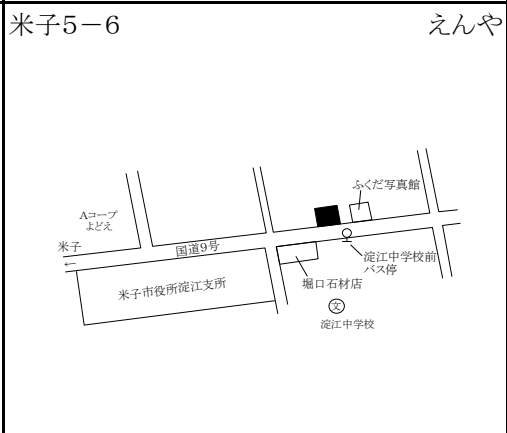 米子5－6
えんや
ふくだ写真館
Aコープ
よどえ
国道9号
米子
←
淀江中学校前
バス停
米子市役所淀江支所
堀口石材店
文
淀江中学校